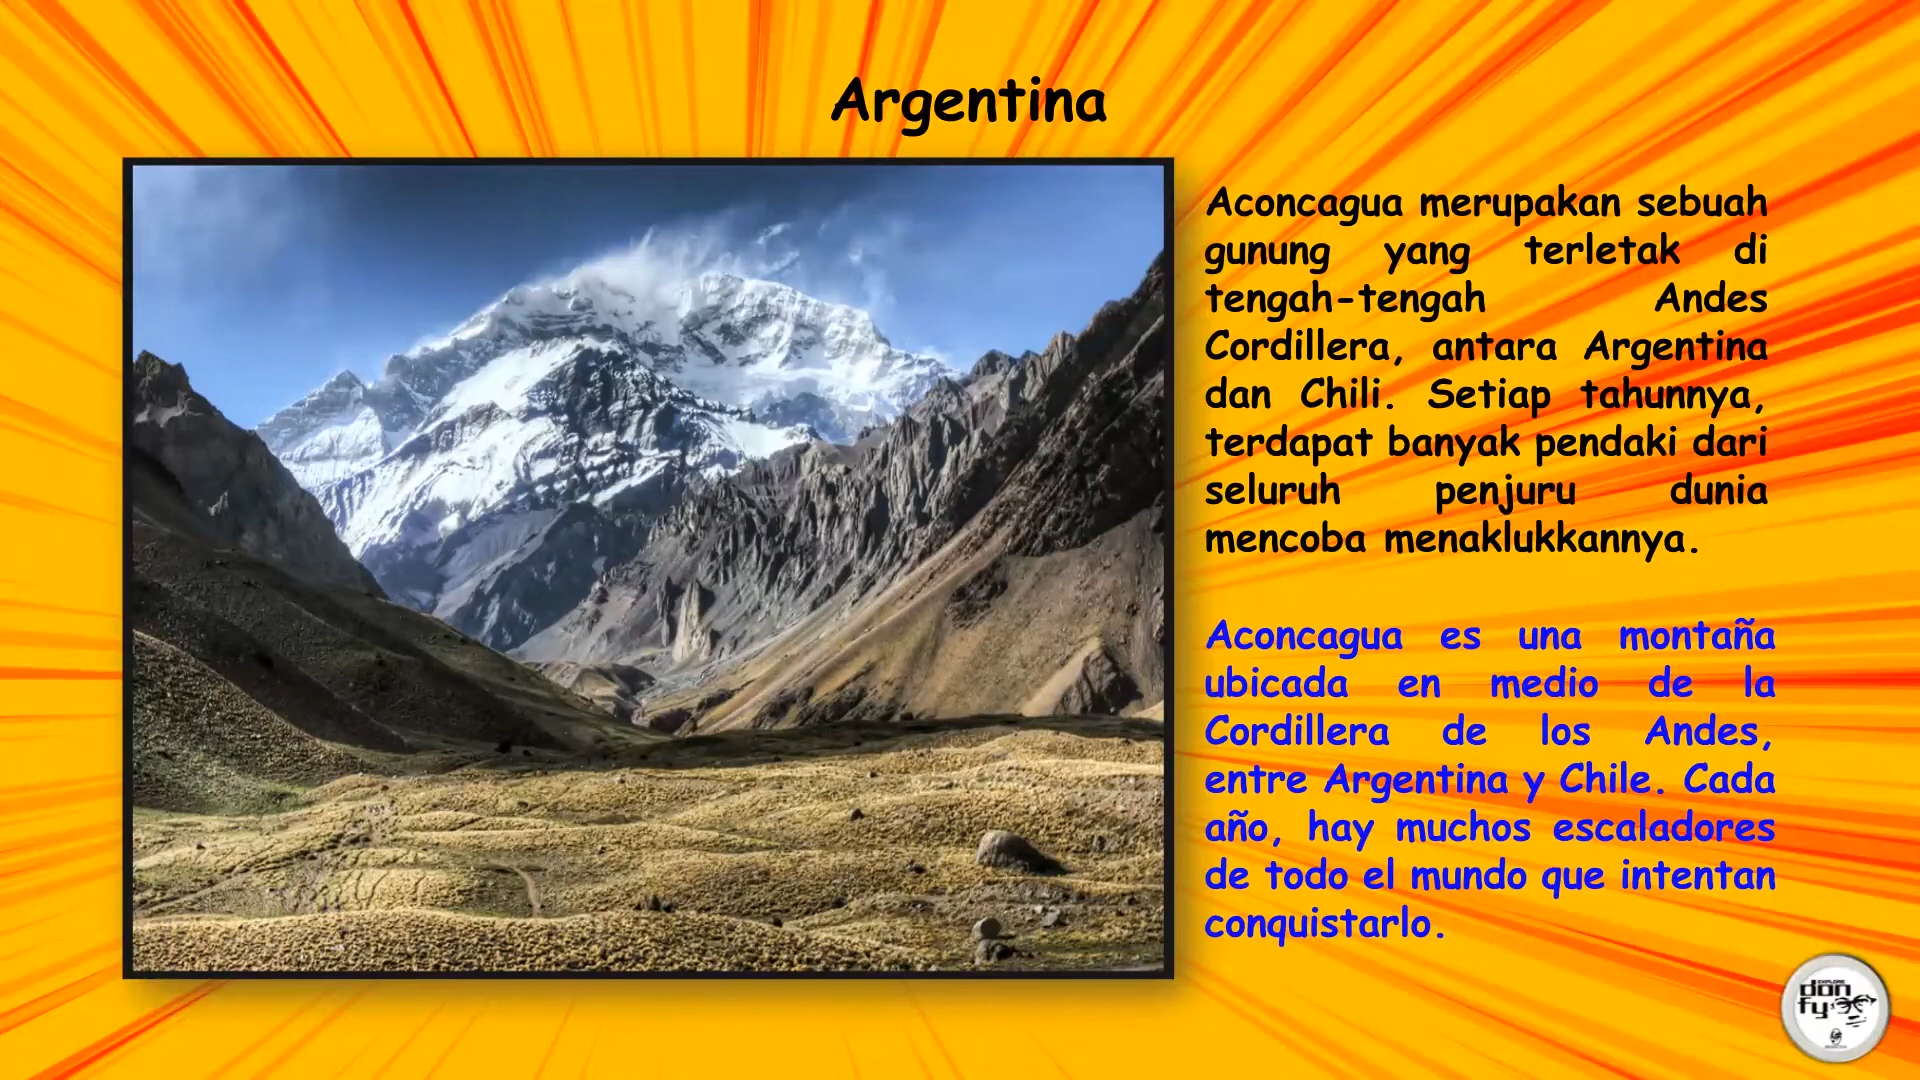 Argentina
Aconcagua merupakan sebuah
gunung yang terletak di
tengah-tengah Andes
Cordillera, antara Argentina
dan Chili. Setiap tahunnya,
terdapat banyak pendaki dari
seluruh penjuru dunia
mencoba menaklukkannya.
Aconcagua es una montaña
ubicada en medio de la
Cordillera de los Andes,
entre Argentina y Chile. Cada
año, hay muchos escaladores
de todo el mundo que intentan
conquistarlo.
EXPLORE
don
fy